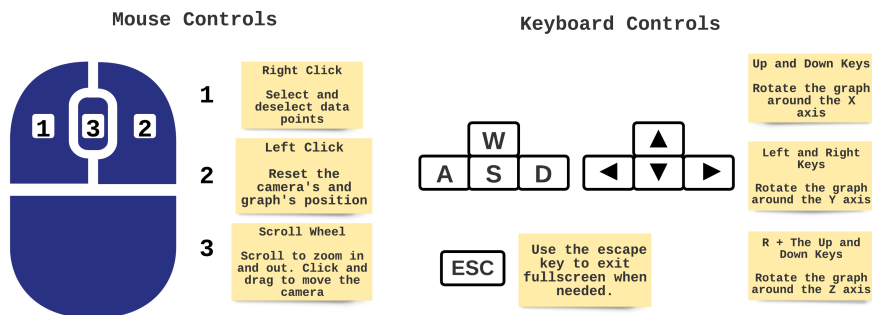 Mouse Controls
1
3
2
1
Right Click
Select and
deselect data
points
2
Left Click
Reset the
camera's and
graph's position
3
Scroll Wheel
Scroll to zoom in
and out. Click and
drag to move the
camera
Keyboard Controls
W
A S D
▲
◀ ▼ ▶
ESC
Use the escape
key to exit
fullscreen when
needed.
Up and Down Keys
Rotate the graph
around the X
axis
Left and Right
Keys
Rotate the graph
around the Y axis
R + The Up and
Down Keys
Rotate the graph
around the Z axis